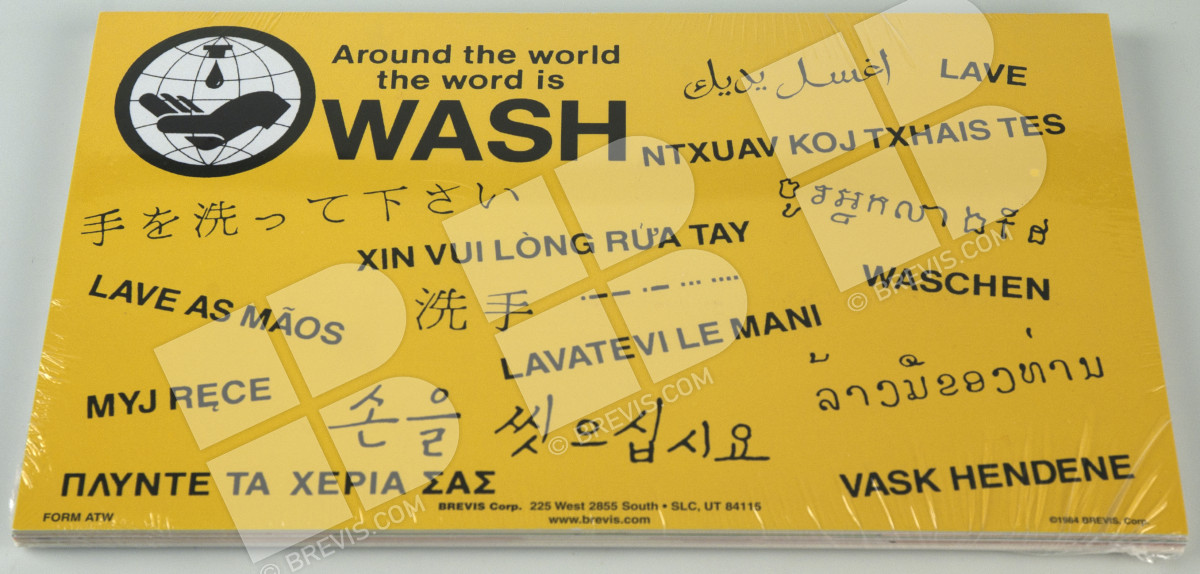 Around the world
the word is
WASH
اغسل يديك
LAVE
NTXUAV KOJ TXHAIS TES
手を洗って下さい
XIN VUI LÒNG RỬA TAY
LAVE AS MÃOS
洗手
·−− ·− ··· ····
WASCHEN
LAVATEVI LE MANI
MYJ RĘCE
손을 씻으십시요
ລ້າງມືຂອງທ່ານ
ΠΛΥΝΤΕ ΤΑ ΧΕΡΙΑ ΣΑΣ
VASK HENDENE
BREVIS Corp. 225 West 2855 South • SLC, UT 84115
www.brevis.com
FORM ATW
©1984 BREVIS, Corp.
© BREVIS.COM
© BREVIS.COM
© BREVIS.COM